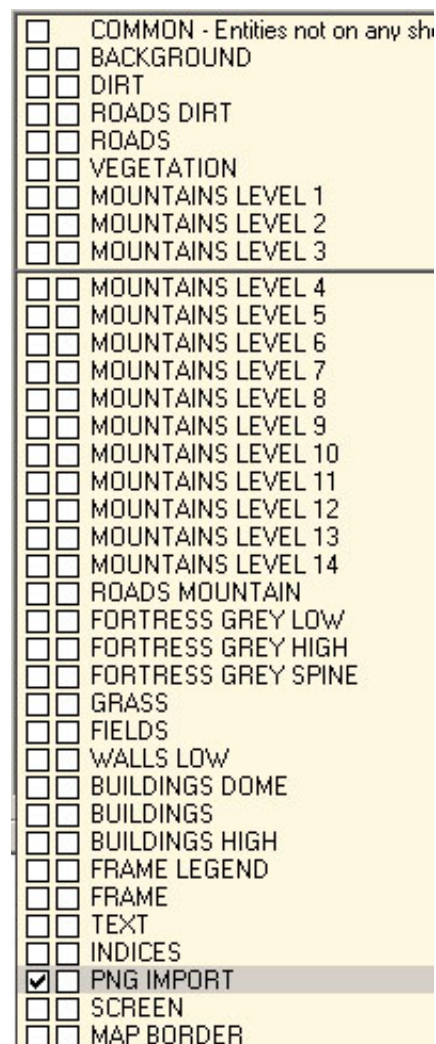 COMMON - Entities not on any
BACKGROUND
DIRT
ROADS DIRT
ROADS
VEGETATION
MOUNTAINS LEVEL 1
MOUNTAINS LEVEL 2
MOUNTAINS LEVEL 3
MOUNTAINS LEVEL 4
MOUNTAINS LEVEL 5
MOUNTAINS LEVEL 6
MOUNTAINS LEVEL 7
MOUNTAINS LEVEL 8
MOUNTAINS LEVEL 9
MOUNTAINS LEVEL 10
MOUNTAINS LEVEL 11
MOUNTAINS LEVEL 12
MOUNTAINS LEVEL 13
MOUNTAINS LEVEL 14
ROADS MOUNTAIN
FORTRESS GREY LOW
FORTRESS GREY HIGH
FORTRESS GREY SPINE
GRASS
FIELDS
WALLS LOW
BUILDINGS DOME
BUILDINGS
BUILDINGS HIGH
FRAME LEGEND
FRAME
TEXT
INDICES
PNG IMPORT
SCREEN
MAP BORDER